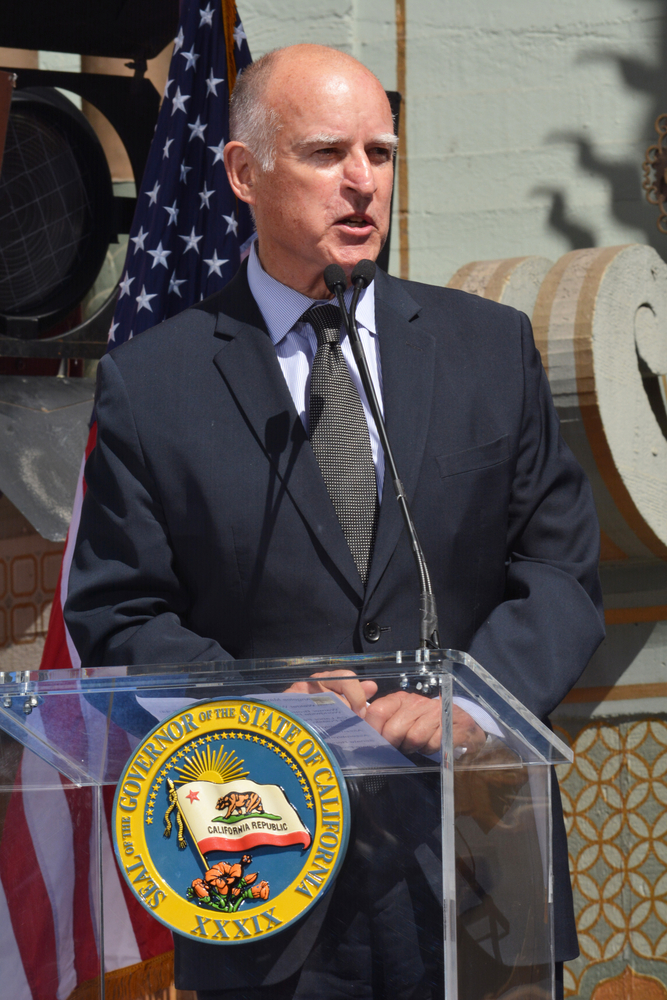 SEAL OF THE GOVERNOR OF THE STATE OF CALIFORNIA
CALIFORNIA REPUBLIC
XXXIX